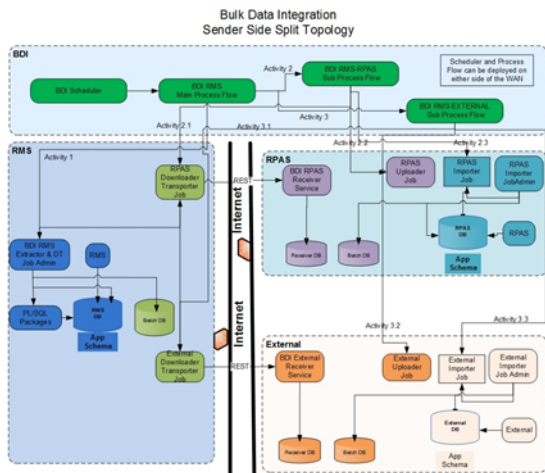 Bulk Data Integration
Sender Side Split Topology
BDI
BDI Scheduler
BDI RMS
Main Process Flow
Activity 2
BDI RMS-RPAS
Sub Process Flow
Scheduler and Process
Flow can be deployed on
either side of the WAN
Activity 3
BDI RMS-EXTERNAL
Sub Process Flow
Activity 2.1
Activity 3.1
Activity 2.2
Activity 2.3
RMS
Activity 1
RPAS
Downloader
Transporter
Job
REST
Internet
RPAS
BDI RPAS
Receiver
Service
RPAS
Uploader
Job
RPAS
Importer
Job
RPAS
Importer
JobAdmin
Receiver DB
Batch DB
RPAS
DB
RPAS
App
Schema
BDI RMS
Extractor & DT
Job Admin
RMS
PL/SQL
Packages
RMS
DB
App
Schema
Batch DB
Internet
External
Downloader
Transporter
Job
REST
Activity 3.2
Activity 3.3
External
BDI External
Receiver
Service
External
Uploader
Job
External
Importer
Job
External
Importer
Job Admin
Receiver DB
Batch DB
External
DB
External
App
Schema